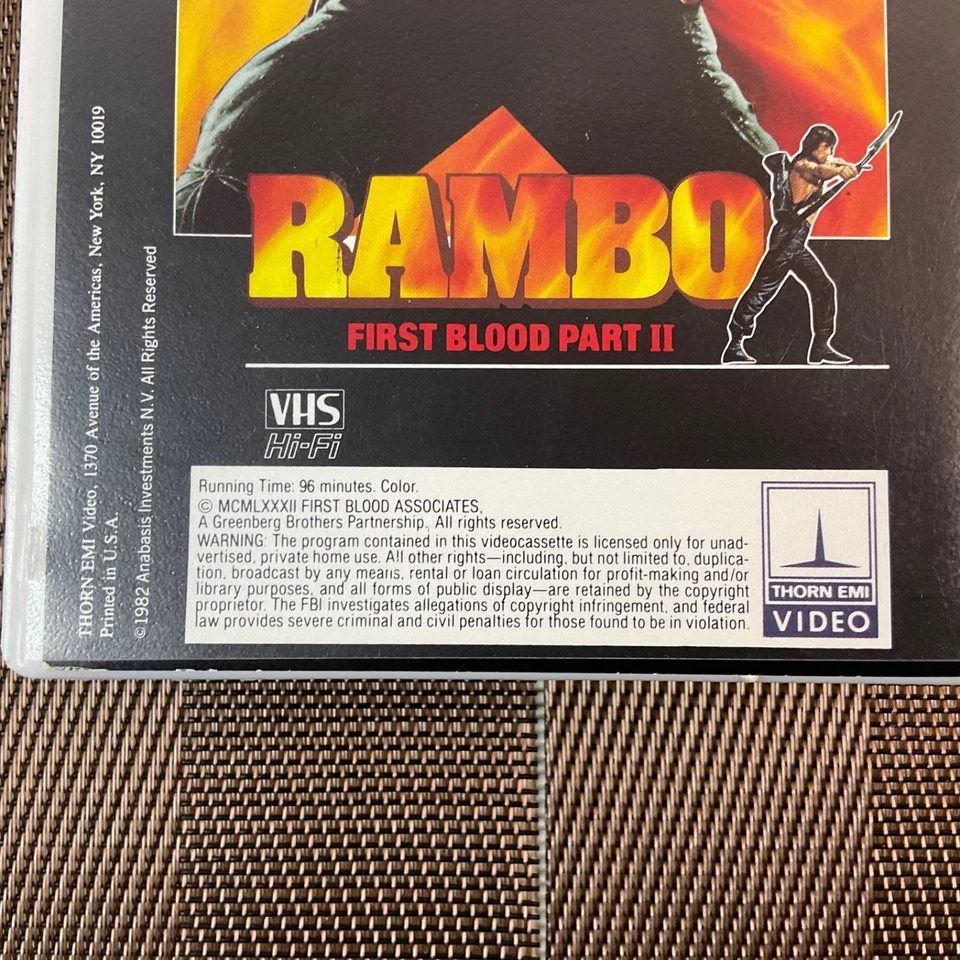 THORN EMI Video, 1370 Avenue of the Americas, New York, NY 10019
Printed in U.S.A.
©1982 Anabasis Investments N.V. All Rights Reserved
RAMBO
FIRST BLOOD PART II
VHS
Hi-Fi
Running Time: 96 minutes. Color.
© MCMLXXXII FIRST BLOOD ASSOCIATES,
A Greenberg Brothers Partnership., All rights reserved.
WARNING: The program contained in this videocassette is licensed only for unad-
vertised, private home use. All other rights—including, but not limited to, duplica-
tion, broadcast by any means, rental or loan circulation for profit-making and/or
library purposes, and all forms of public display—are retained by the copyright
proprietor. The FBI investigates allegations of copyright infringement, and federal
law provides severe criminal and civil penalties for those found to be in violation.
THORN EMI
VIDEO